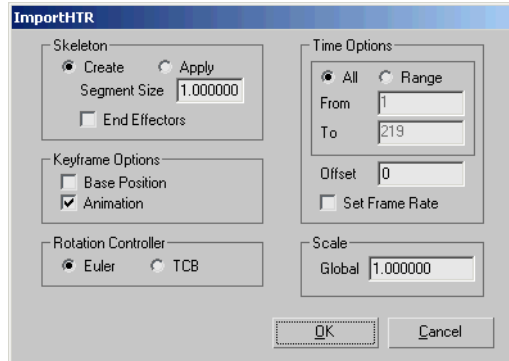 ImportHTR
Skeleton
Create Apply
Segment Size 1.000000
End Effectors
Keyframe Options
Base Position
Animation
Rotation Controller
Euler TCB
Time Options
All Range
From 1
To 219
Offset 0
Set Frame Rate
Scale
Global 1.000000
OK Cancel